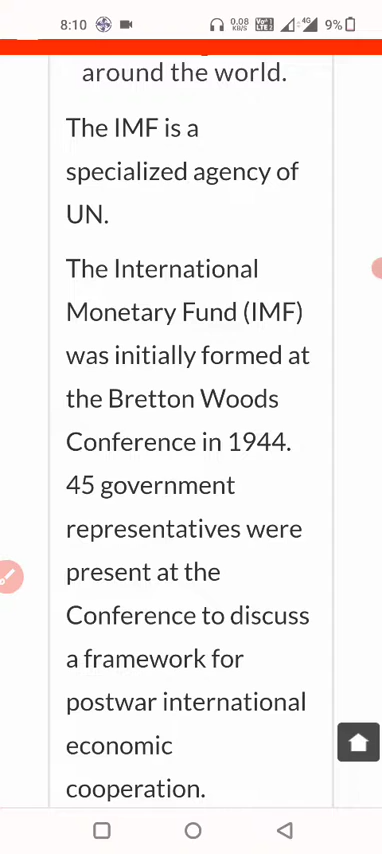 8:10 0.08 KB/S 4G 9%
around the world.
The IMF is a
specialized agency of
UN.
The International
Monetary Fund (IMF)
was initially formed at
the Bretton Woods
Conference in 1944.
45 government
representatives were
present at the
Conference to discuss
a framework for
postwar international
economic
cooperation.